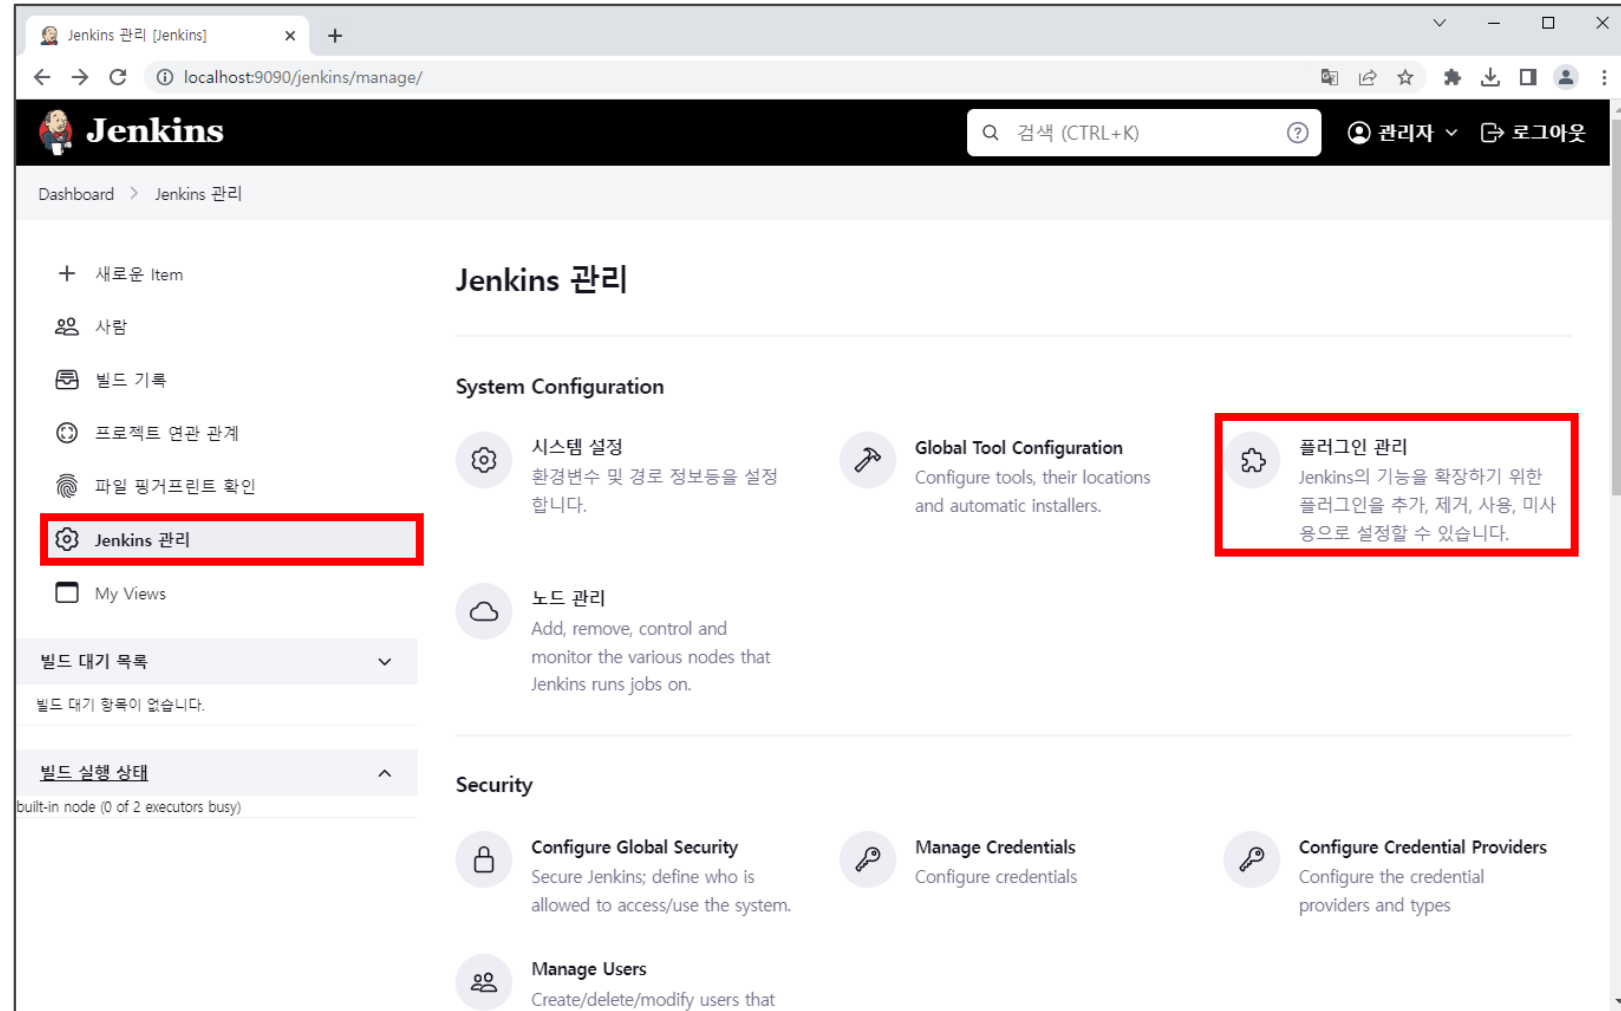 Jenkins 관리 [Jenkins]
localhost:9090/jenkins/manage/
Jenkins
검색 (CTRL+K)
관리자
로그아웃
Dashboard
Jenkins 관리
새로운 Item
사람
빌드 기록
프로젝트 연관 관계
파일 핑거프린트 확인
Jenkins 관리
My Views
빌드 대기 목록
빌드 대기 항목이 없습니다.
빌드 실행 상태
built-in node (0 of 2 executors busy)
Jenkins 관리
System Configuration
시스템 설정
환경변수 및 경로 정보등을 설정
합니다.
Global Tool Configuration
Configure tools, their locations
and automatic installers.
플러그인 관리
Jenkins의 기능을 확장하기 위한
플러그인을 추가, 제거, 사용, 미사
용으로 설정할 수 있습니다.
노드 관리
Add, remove, control and
monitor the various nodes that
Jenkins runs jobs on.
Security
Configure Global Security
Secure Jenkins; define who is
allowed to access/use the system.
Manage Credentials
Configure credentials
Configure Credential Providers
Configure the credential
providers and types
Manage Users
Create/delete/modify users that